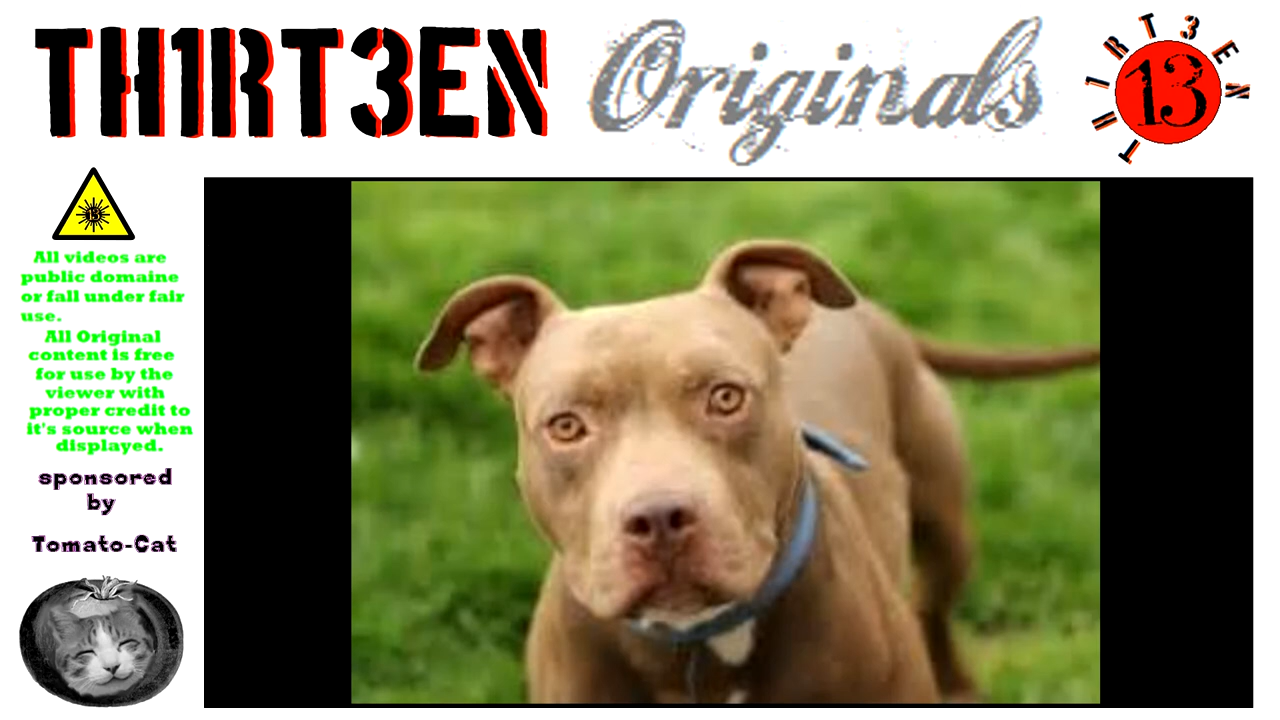 TH1RT3EN Originals
TH1RT3EN
13
13
All videos are
public domaine
or fall under fair
use.
All Original
content is free
for use by the
viewer with
proper credit to
it's source when
displayed.
sponsored
by
Tomato-Cat